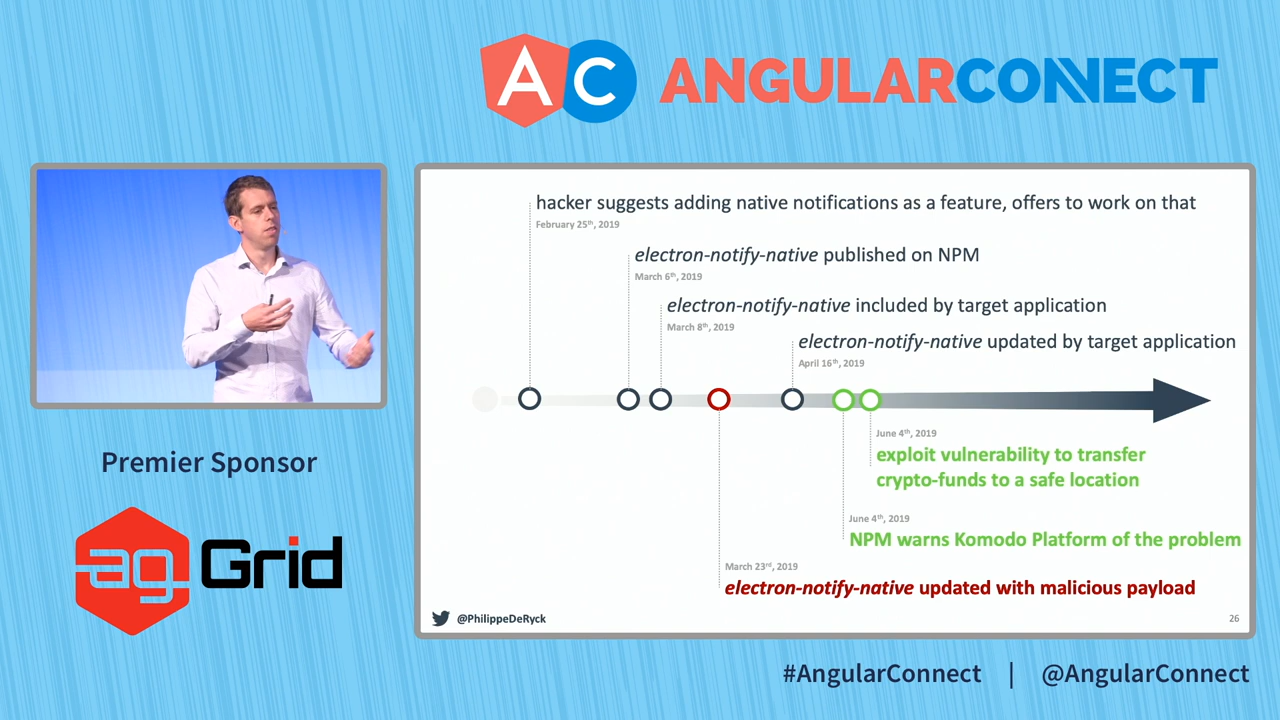 AC ANGULARCONNECT
hacker suggests adding native notifications as a feature, offers to work on that
February 25th, 2019
electron-notify-native published on NPM
March 6th, 2019
electron-notify-native included by target application
March 8th, 2019
electron-notify-native updated by target application
April 16th, 2019
June 4th, 2019
exploit vulnerability to transfer
crypto-funds to a safe location
June 4th, 2019
NPM warns Komodo Platform of the problem
March 23rd, 2019
electron-notify-native updated with malicious payload
@PhilippeDeRyck
26
Premier Sponsor
ag Grid
#AngularConnect | @AngularConnect